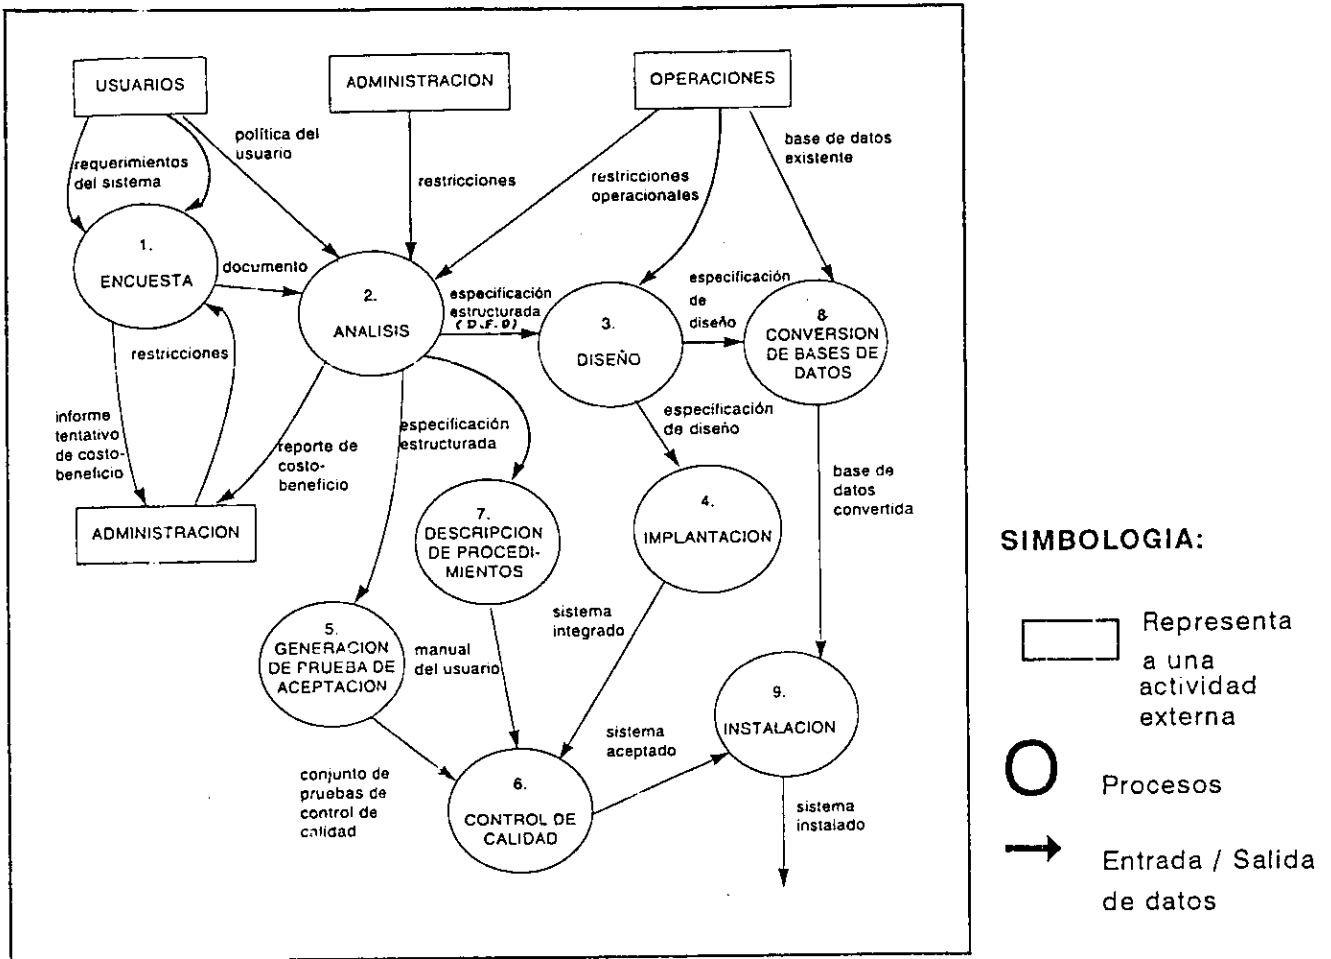 USUARIOS
ADMINISTRACION
OPERACIONES
política del
usuario
base de datos
existente
requerimientos
del sistema
restricciones
restricciones
operacionales
1.
ENCUESTA
documento
2.
ANALISIS
especificación
estructurada
(D.F.D)
3.
DISEÑO
especificación
de
diseño
8
CONVERSION
DE BASES DE
DATOS
restricciones
informe
tentativo
de costo-
beneficio
reporte de
costo-
beneficio
especificación
estructurada
especificación
de diseño
base de
datos
convertida
ADMINISTRACION
7.
DESCRIPCION
DE PROCEDI-
MIENTOS
4.
IMPLANTACION
5.
GENERACION
DE PRUEBA DE
ACEPTACION
manual
del usuario
sistema
integrado
9.
INSTALACION
sistema
aceptado
conjunto de
pruebas de
control de
calidad
6.
CONTROL DE
CALIDAD
sistema
instalado
SIMBOLOGIA:
Representa
a una
actividad
externa
Procesos
Entrada / Salida
de datos